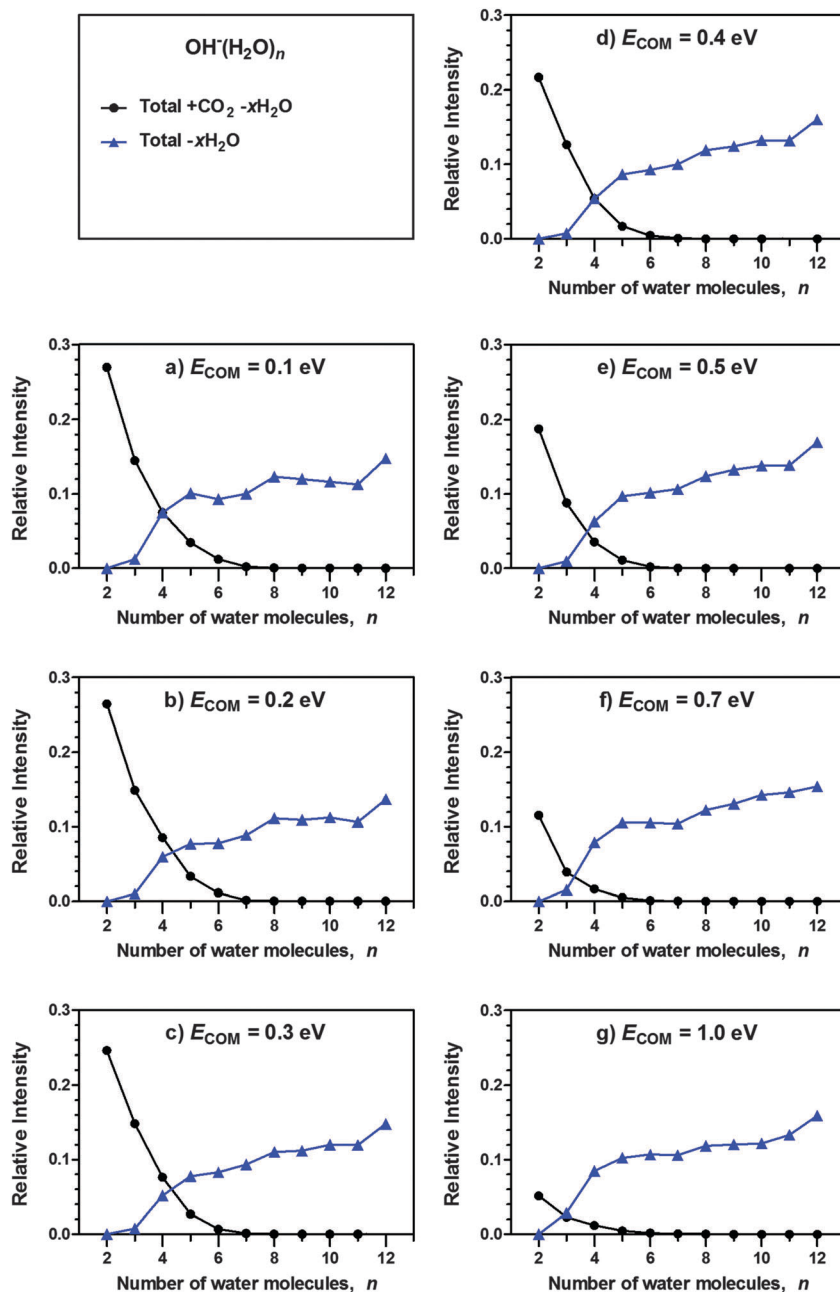 OH⁻(H₂O)n
Total +CO₂ -xH₂O
Total -xH₂O
d) E_COM = 0.4 eV
Relative Intensity
0.3
0.2
0.1
0.0
2 4 6 8 10 12
Number of water molecules, n
a) E_COM = 0.1 eV
Relative Intensity
0.3
0.2
0.1
0.0
2 4 6 8 10 12
Number of water molecules, n
e) E_COM = 0.5 eV
Relative Intensity
0.3
0.2
0.1
0.0
2 4 6 8 10 12
Number of water molecules, n
b) E_COM = 0.2 eV
Relative Intensity
0.3
0.2
0.1
0.0
2 4 6 8 10 12
Number of water molecules, n
f) E_COM = 0.7 eV
Relative Intensity
0.3
0.2
0.1
0.0
2 4 6 8 10 12
Number of water molecules, n
c) E_COM = 0.3 eV
Relative Intensity
0.3
0.2
0.1
0.0
2 4 6 8 10 12
Number of water molecules, n
g) E_COM = 1.0 eV
Relative Intensity
0.3
0.2
0.1
0.0
2 4 6 8 10 12
Number of water molecules, n